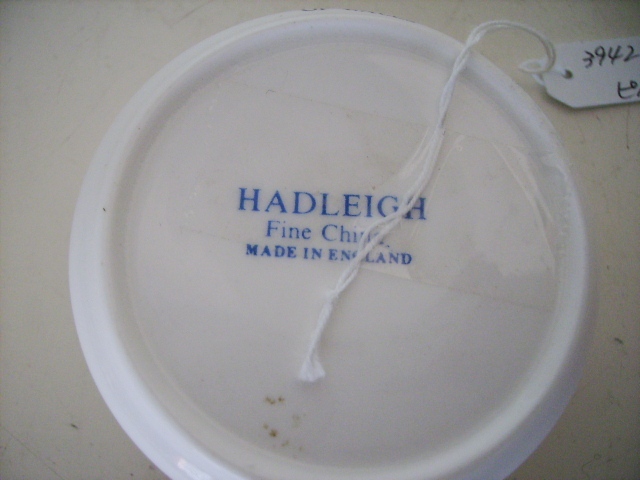 HADLEIGH
Fine China
MADE IN ENGLAND
3942